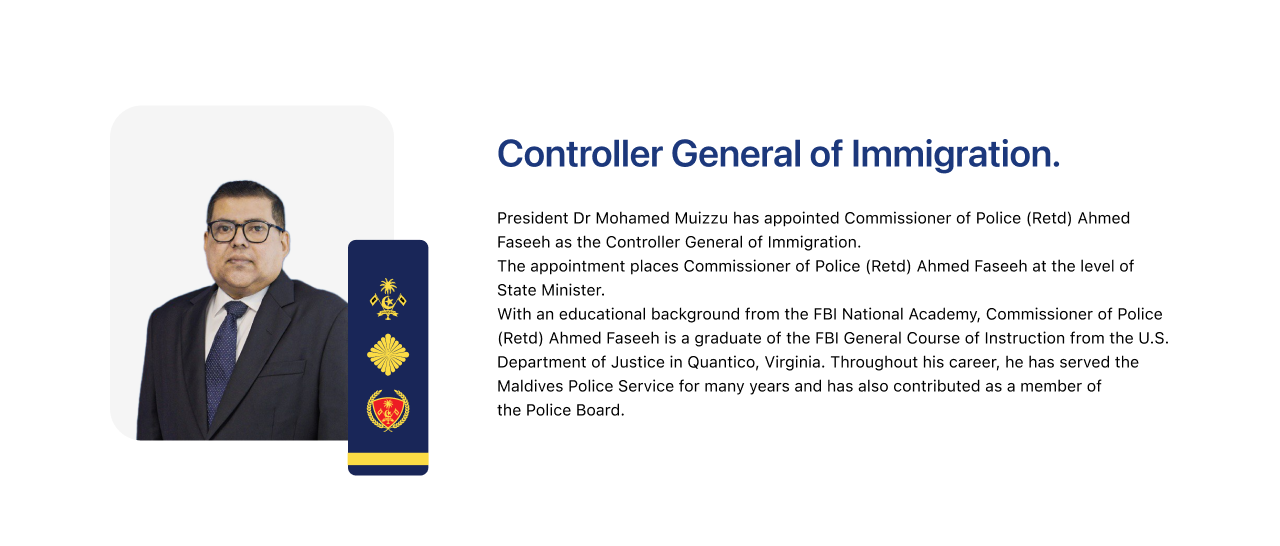 Controller General of Immigration.
President Dr Mohamed Muizzu has appointed Commissioner of Police (Retd) Ahmed
Faseeh as the Controller General of Immigration.
The appointment places Commissioner of Police (Retd) Ahmed Faseeh at the level of
State Minister.
With an educational background from the FBI National Academy, Commissioner of Police
(Retd) Ahmed Faseeh is a graduate of the FBI General Course of Instruction from the U.S.
Department of Justice in Quantico, Virginia. Throughout his career, he has served the
Maldives Police Service for many years and has also contributed as a member of
the Police Board.